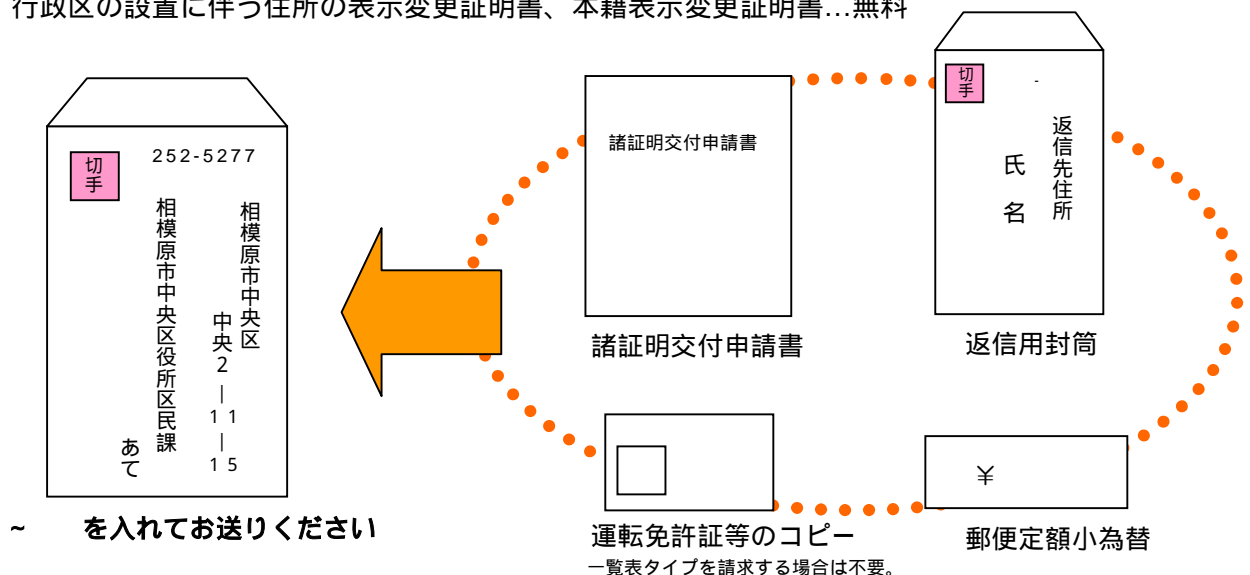 行政区の設置に伴う住所の表示変更証明書、本籍表示変更証明書…無料
切手
252-5277
相模原市中央区
中央2―11―15
相模原市中央区役所区民課
あて
~　　を入れてお送りください
諸証明交付申請書
諸証明交付申請書
切手
-
返信先住所
氏名
返信用封筒
運転免許証等のコピー
一覧表タイプを請求する場合は不要。
¥
郵便定額小為替